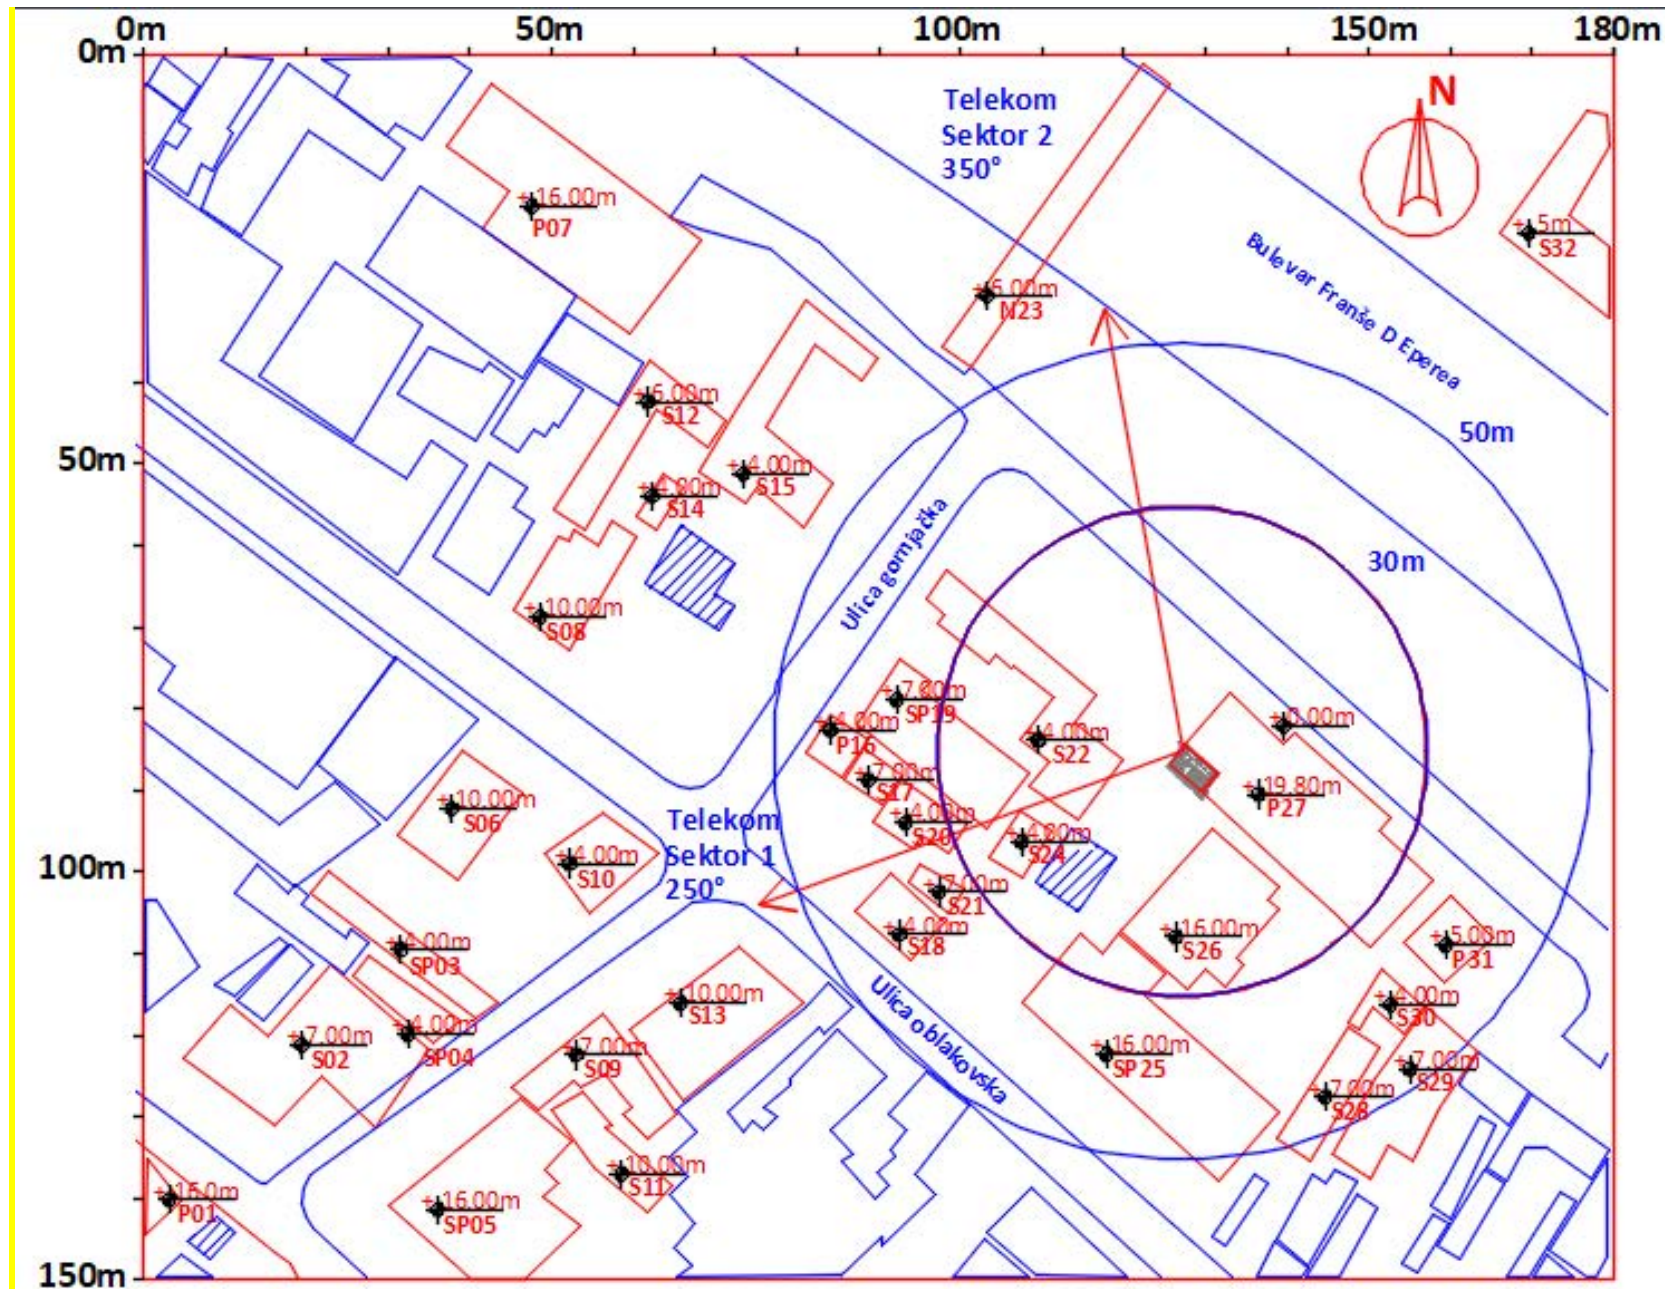 0m 50m 100m 150m 180m
0m
N
Telekom
Sektor 2
350°
+16.00m
P07
+5m
S32
Bulevar Franše D Eperea
+6.00m
N23
+6.00m
S12
50m
50m
+4.00m
S15
+4.80m
S14
Ulica gornjačka
30m
+10.00m
S08
+7.00m
SP19
+4.00m
P16
+0.00m
+4.00m
S22
+7.00m
S17
+19.80m
P27
+10.00m
S06
+4.00m
S20
Telekom
Sektor 1
250°
+4.80m
S24
+4.00m
S10
100m
+7.00m
S21
+4.00m
S18
+16.00m
S26
+5.00m
P31
+4.00m
SP03
Ulica oblakovska
+10.00m
S13
+4.00m
S30
+7.00m
S02
+4.00m
SP04
+7.00m
S09
+16.00m
SP25
+7.00m
S29
+7.00m
S28
+10.00m
S11
+16.0m
P01
+16.00m
SP05
150m